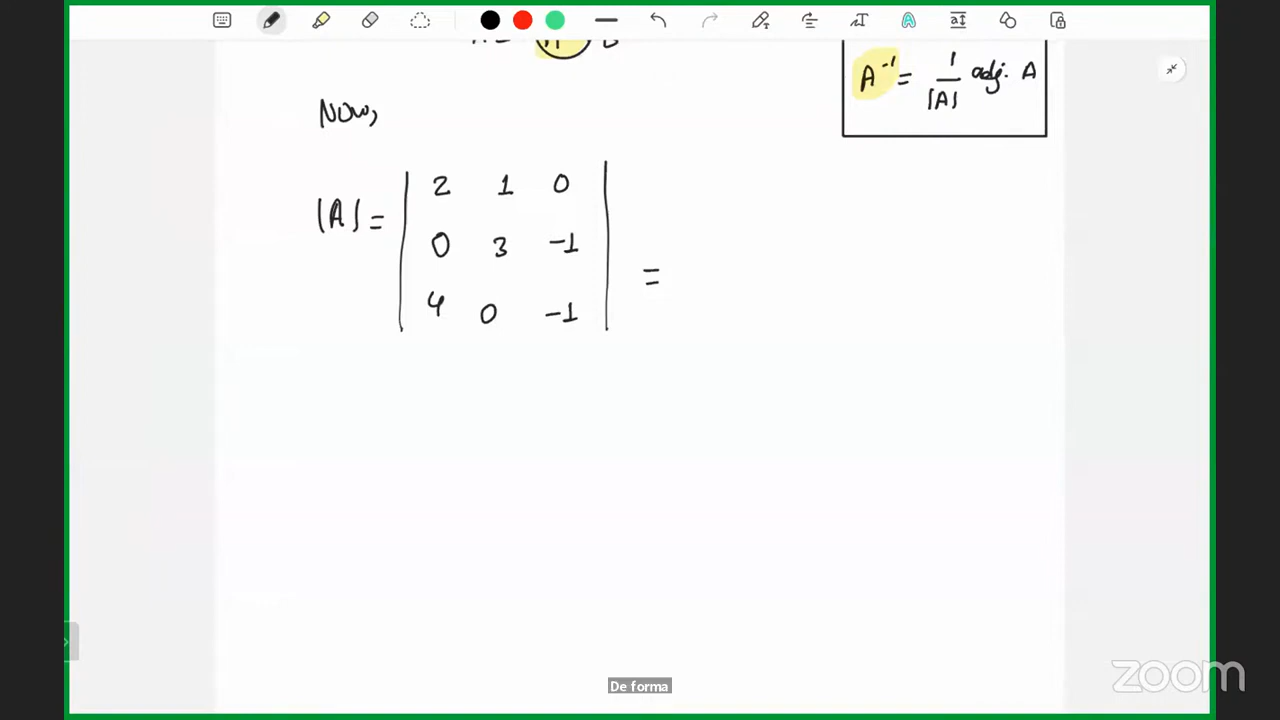 A⁻¹ = 1/|A| adj. A
Now,
|A| =
2 1 0
0 3 -1
4 0 -1
=
zoom
De forma